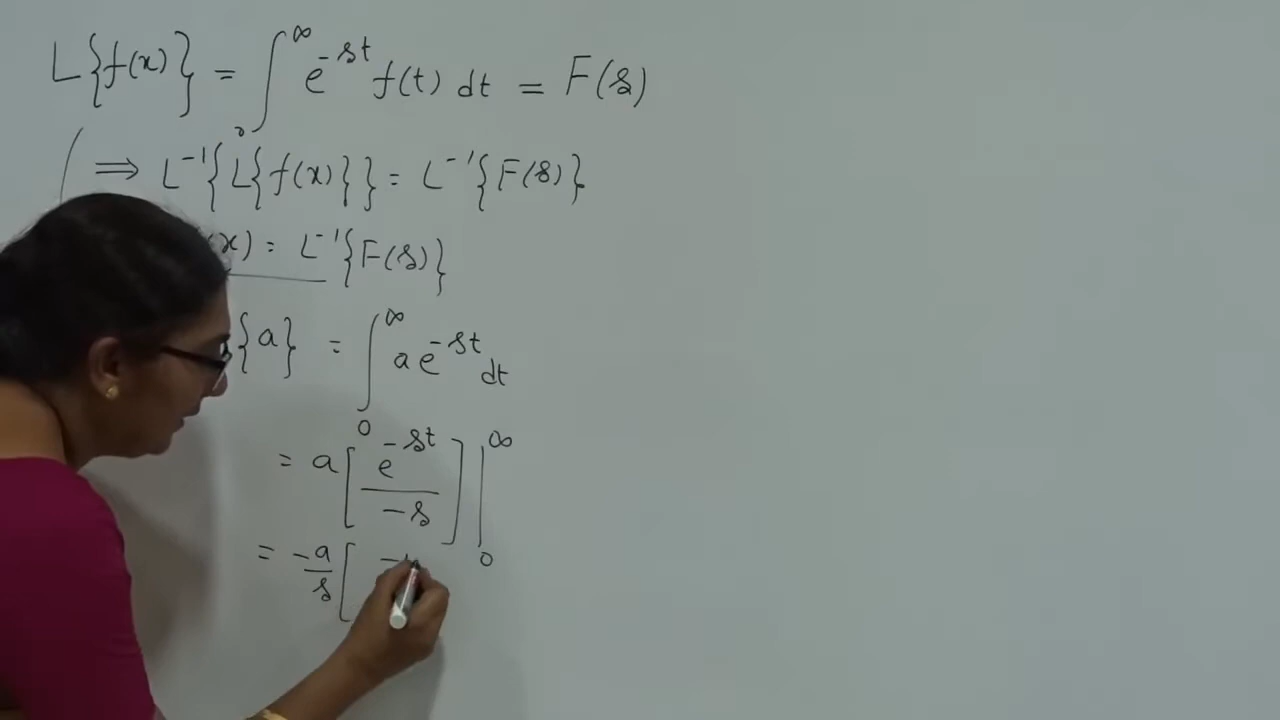 L{f(x)} = ∫₀^∞ e^{-st} f(t) dt = F(s)
⟹ L⁻¹{L{f(x)}} = L⁻¹{F(s)}
x) = L⁻¹{F(s)}
{a} = ∫₀^∞ a e^{-st} dt
= a [e^{-st} / -s] |₀^∞
= -a/s [